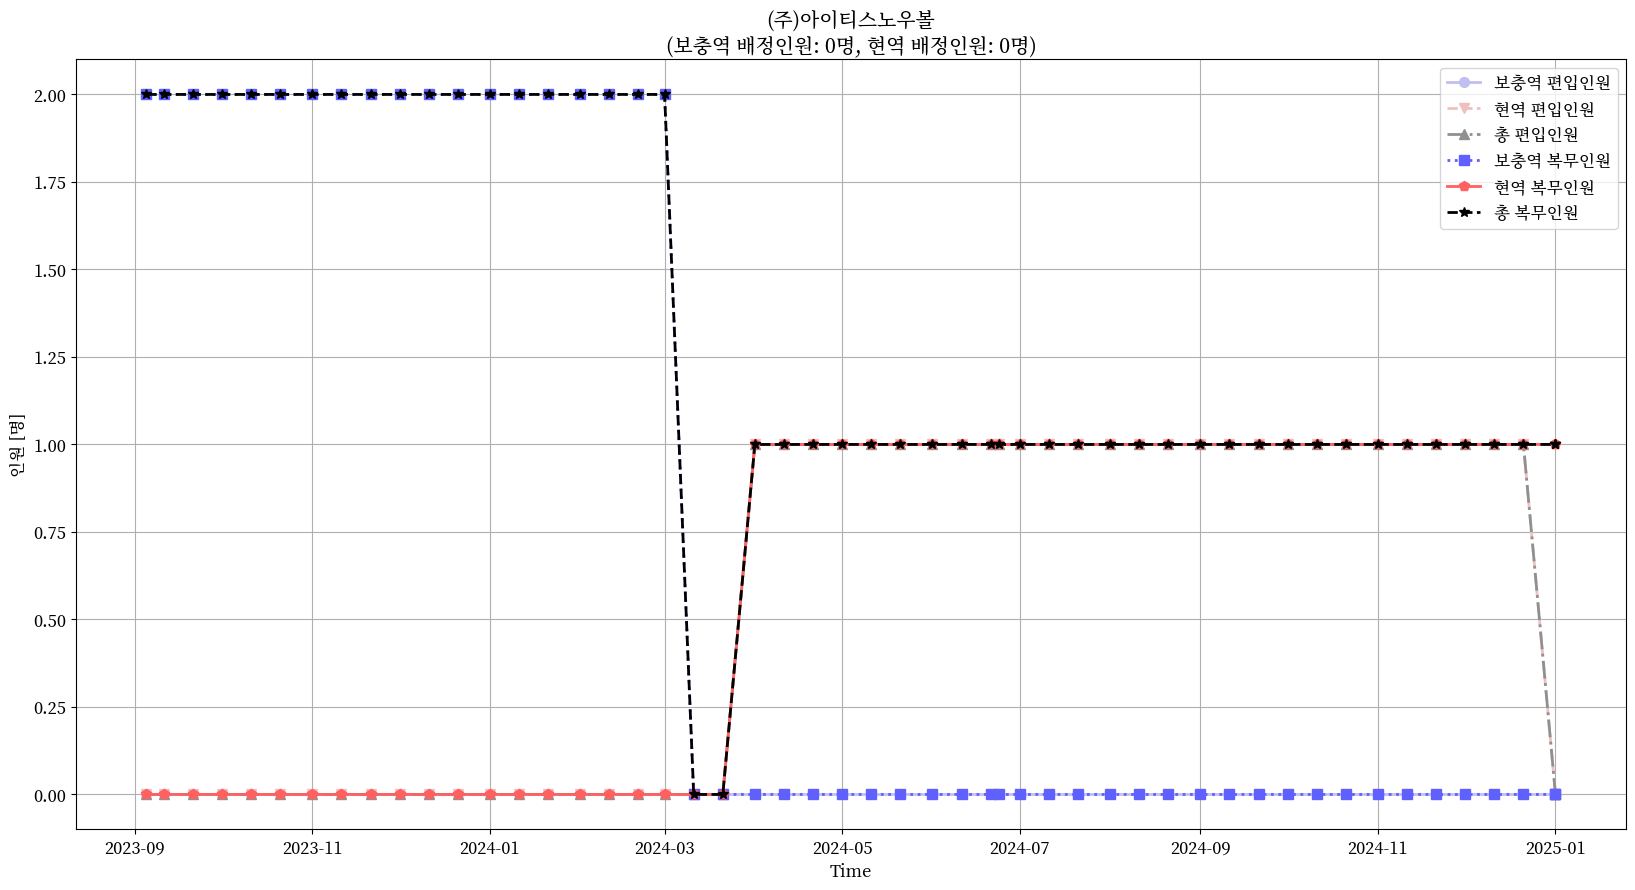 (주)아이티스노우볼
(보충역 배정인원: 0명, 현역 배정인원: 0명)
보충역 편입인원
현역 편입인원
총 편입인원
보충역 복무인원
현역 복무인원
총 복무인원
인원 [명]
2.00
1.75
1.50
1.25
1.00
0.75
0.50
0.25
0.00
2023-09 2023-11 2024-01 2024-03 2024-05 2024-07 2024-09 2024-11 2025-01
Time